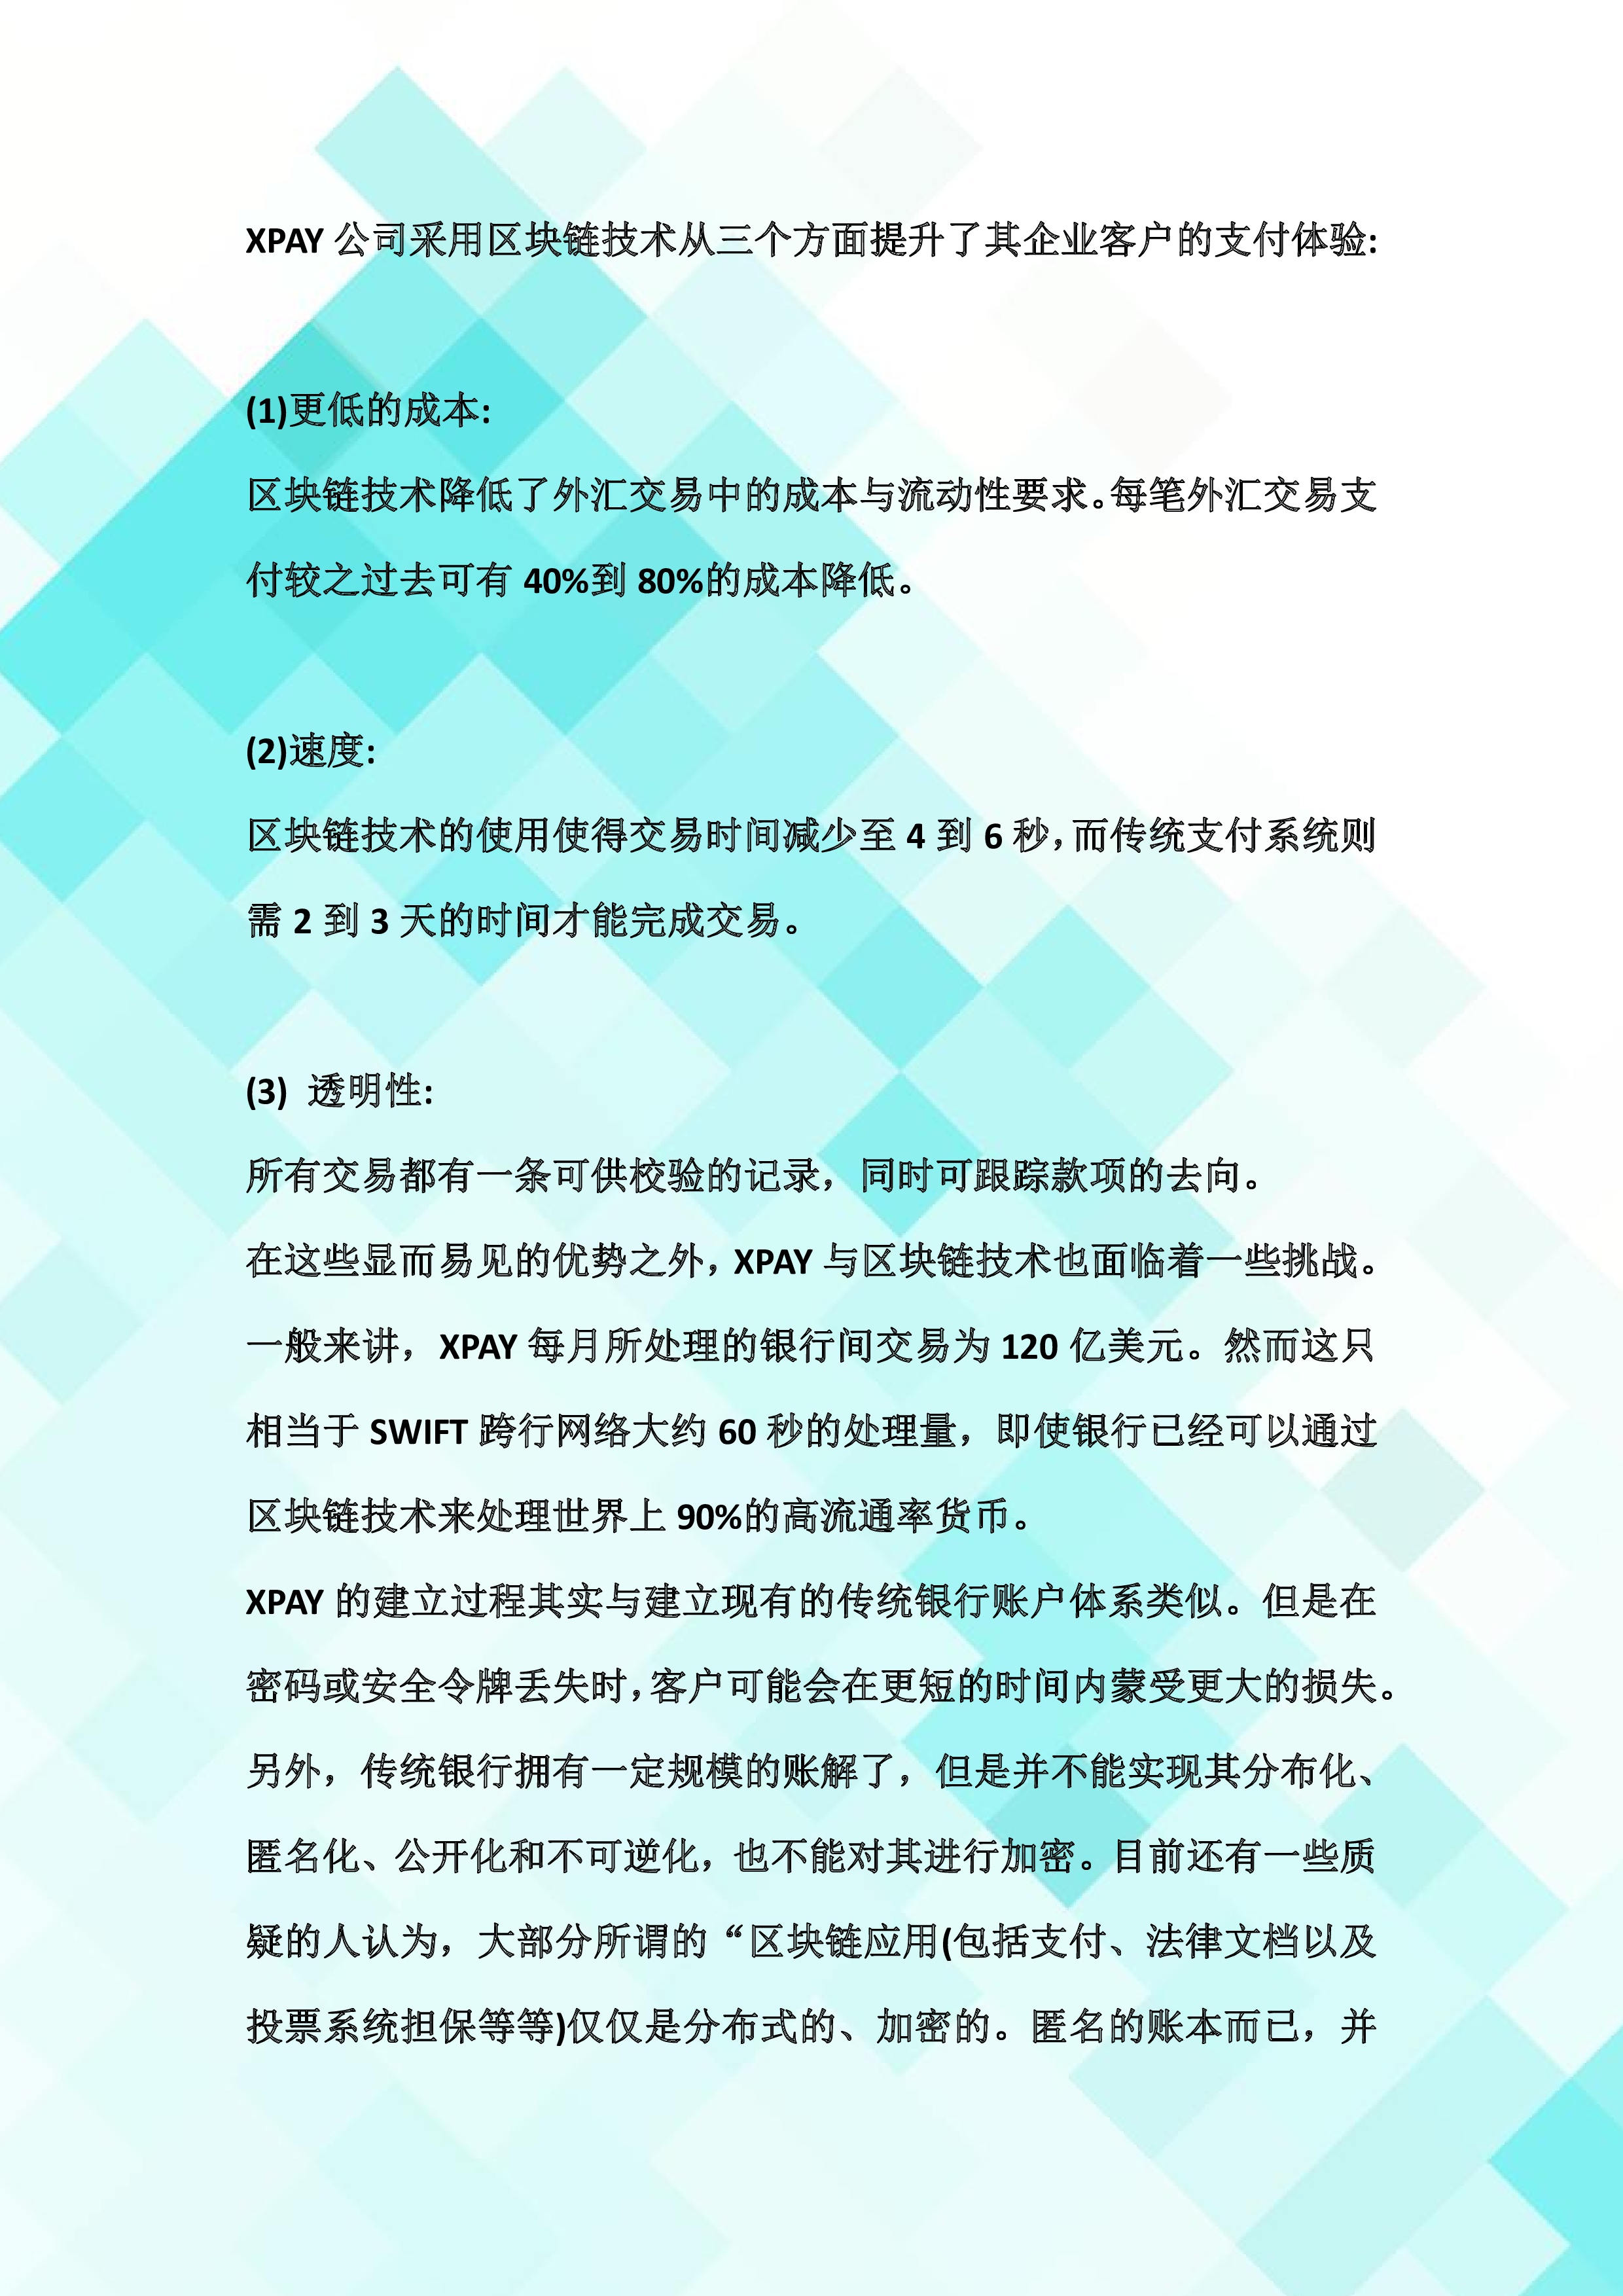 XPAY 公司采用区块链技术从三个方面提升了其企业客户的支付体验:
(1)更低的成本:
区块链技术降低了外汇交易中的成本与流动性要求。每笔外汇交易支
付较之过去可有 40%到 80%的成本降低。
(2)速度:
区块链技术的使用使得交易时间减少至 4 到 6 秒,而传统支付系统则
需 2 到 3 天的时间才能完成交易。
(3) 透明性:
所有交易都有一条可供校验的记录，同时可跟踪款项的去向。
在这些显而易见的优势之外，XPAY 与区块链技术也面临着一些挑战。
一般来讲，XPAY 每月所处理的银行间交易为 120 亿美元。然而这只
相当于 SWIFT 跨行网络大约 60 秒的处理量，即使银行已经可以通过
区块链技术来处理世界上 90%的高流通率货币。
XPAY 的建立过程其实与建立现有的传统银行账户体系类似。但是在
密码或安全令牌丢失时,客户可能会在更短的时间内蒙受更大的损失。
另外，传统银行拥有一定规模的账解了，但是并不能实现其分布化、
匿名化、公开化和不可逆化，也不能对其进行加密。目前还有一些质
疑的人认为，大部分所谓的“区块链应用(包括支付、法律文档以及
投票系统担保等等)仅仅是分布式的、加密的。匿名的账本而已，并